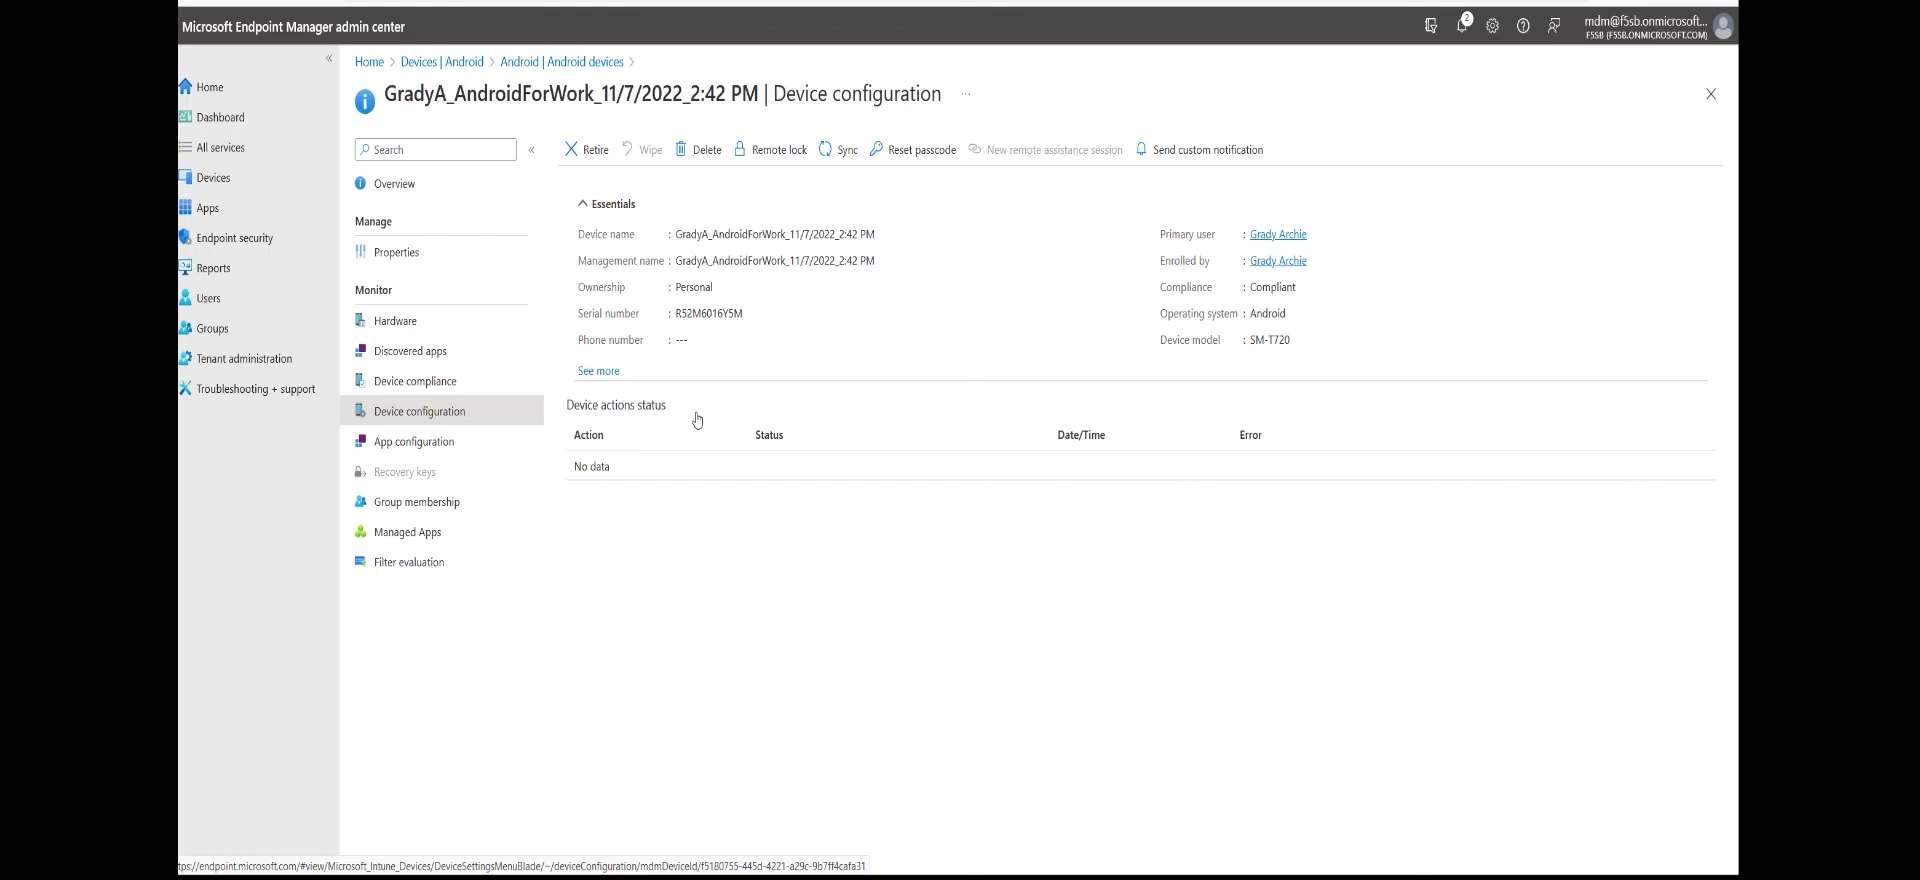 Microsoft Endpoint Manager admin center
2
mdm@f5sb.onmicrosoft...
F5SB (F5SB.ONMICROSOFT.COM)
«
Home
Dashboard
All services
Devices
Apps
Endpoint security
Reports
Users
Groups
Tenant administration
Troubleshooting + support
Home > Devices | Android > Android | Android devices >
GradyA_AndroidForWork_11/7/2022_2:42 PM | Device configuration ...
Search
«
Overview
Manage
Properties
Monitor
Hardware
Discovered apps
Device compliance
Device configuration
App configuration
Recovery keys
Group membership
Managed Apps
Filter evaluation
Retire Wipe Delete Remote lock Sync Reset passcode New remote assistance session Send custom notification
Essentials
Device name : GradyA_AndroidForWork_11/7/2022_2:42 PM
Management name : GradyA_AndroidForWork_11/7/2022_2:42 PM
Ownership : Personal
Serial number : R52M6016Y5M
Phone number : ---
See more
Primary user : Grady Archie
Enrolled by : Grady Archie
Compliance : Compliant
Operating system : Android
Device model : SM-T720
Device actions status
Action Status Date/Time Error
No data
tps://endpoint.microsoft.com/#view/Microsoft_Intune_Devices/DeviceSettingsMenuBlade/~/deviceConfiguration/mdmDeviceId/f5180755-445d-4221-a29c-9b7ff4cafa31